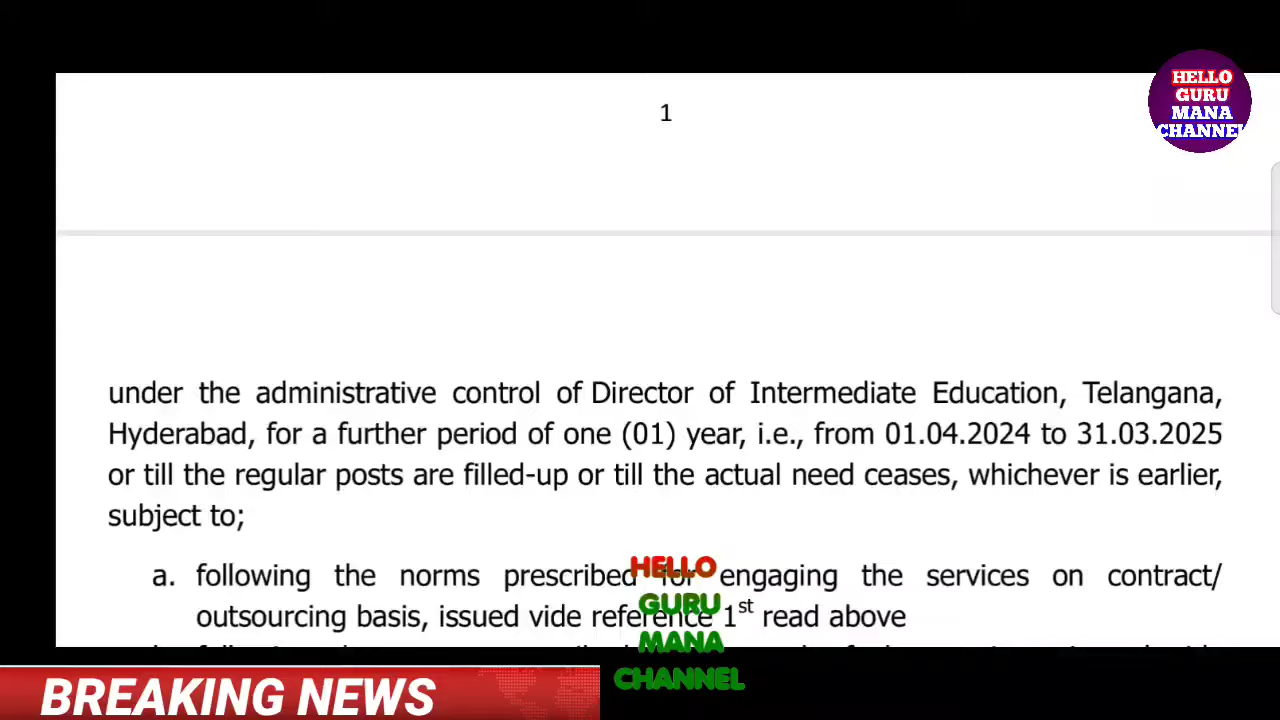 HELLO
GURU
MANA
CHANNEL
1
under the administrative control of Director of Intermediate Education, Telangana,
Hyderabad, for a further period of one (01) year, i.e., from 01.04.2024 to 31.03.2025
or till the regular posts are filled-up or till the actual need ceases, whichever is earlier,
subject to;
a. following the norms prescribed for engaging the services on contract/
outsourcing basis, issued vide reference 1st read above
HELLO
GURU
MANA
CHANNEL
BREAKING NEWS